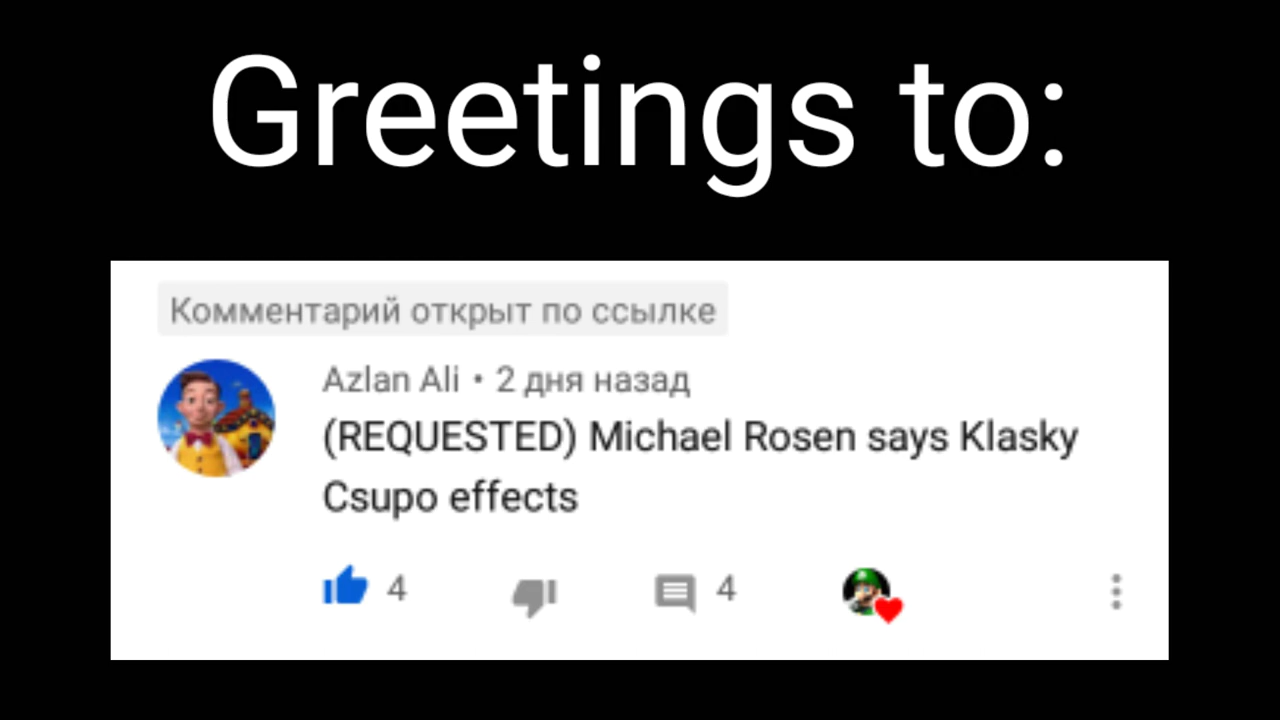 Greetings to:
Комментарий открыт по ссылке
Azlan Ali • 2 дня назад
(REQUESTED) Michael Rosen says Klasky
Csupo effects
4 4